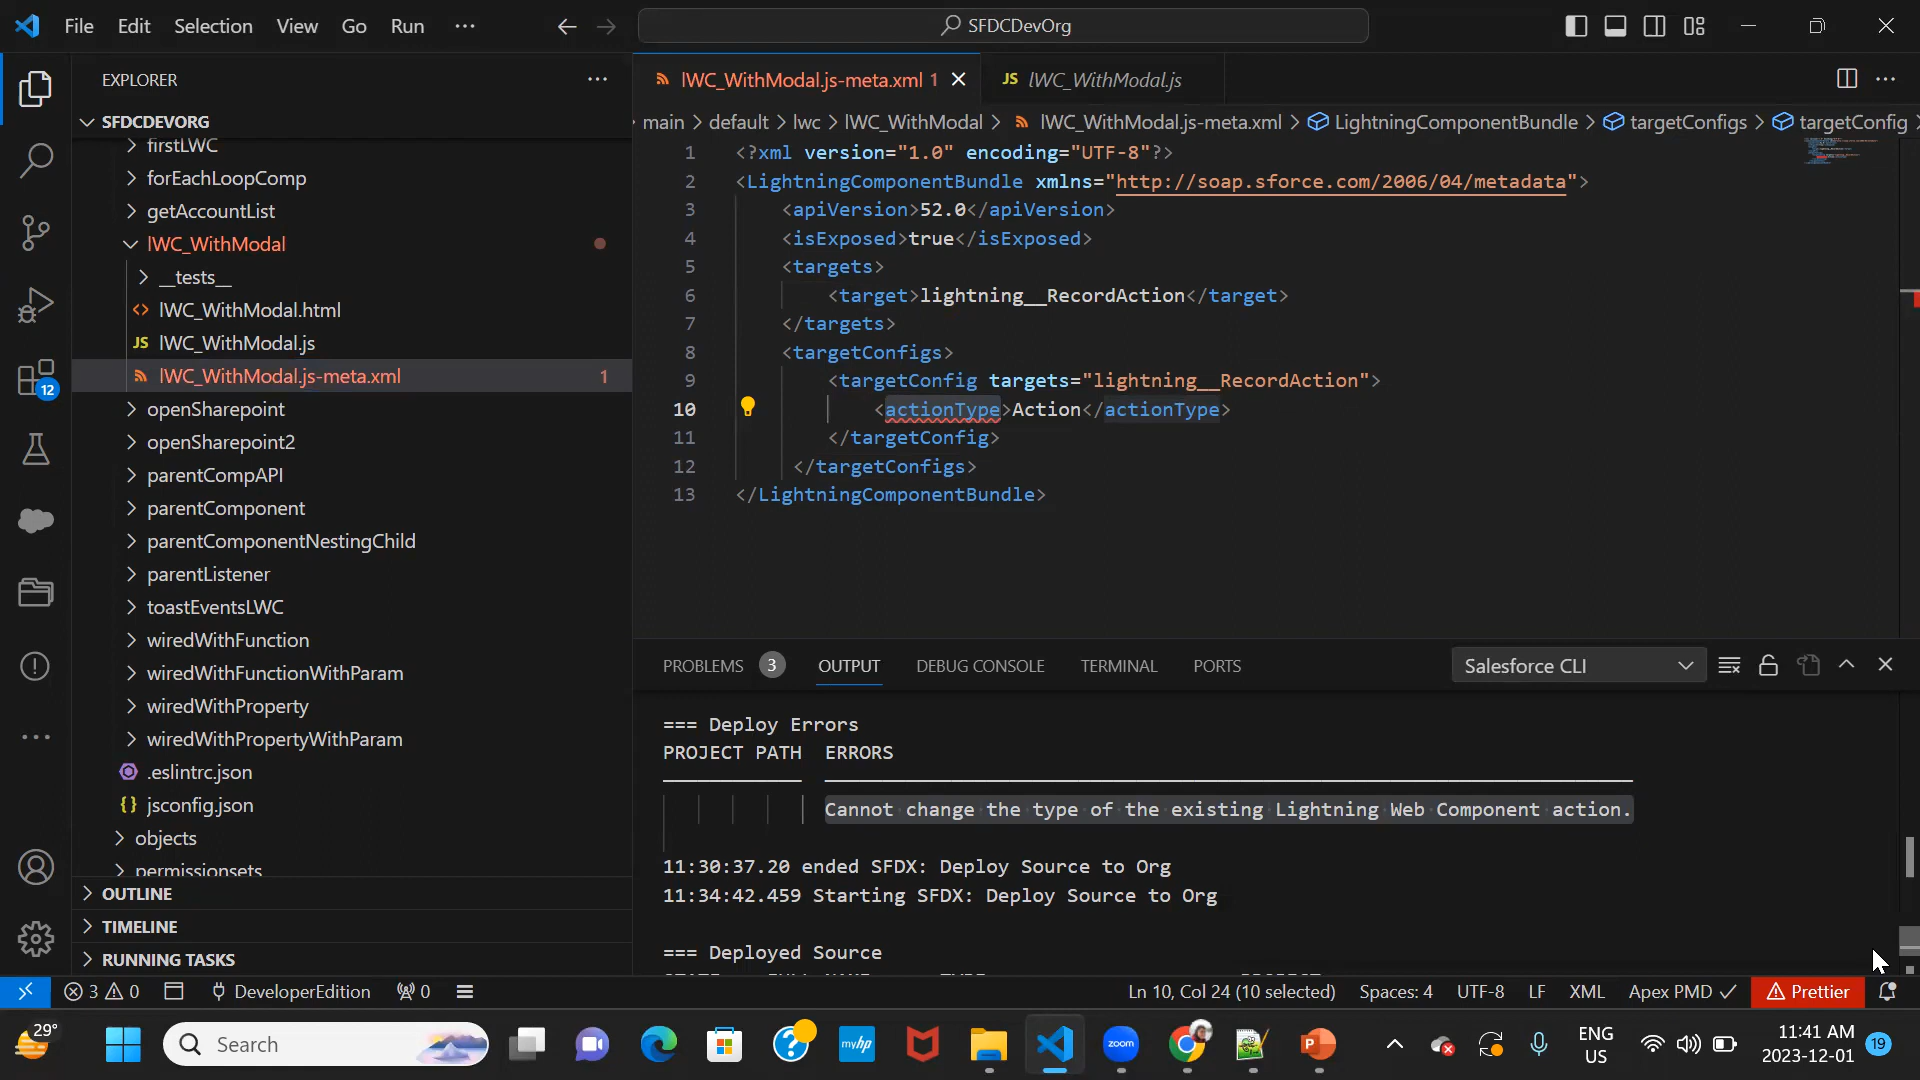 File Edit Selection View Go Run ...
SFDCDevOrg
EXPLORER
SFDCDEVORG
firstLWC
forEachLoopComp
getAccountList
lWC_WithModal
__tests__
lWC_WithModal.html
JS lWC_WithModal.js
lWC_WithModal.js-meta.xml 1
openSharepoint
openSharepoint2
parentCompAPI
parentComponent
parentComponentNestingChild
parentListener
toastEventsLWC
wiredWithFunction
wiredWithFunctionWithParam
wiredWithProperty
wiredWithPropertyWithParam
.eslintrc.json
{} jsconfig.json
objects
permissionsets
OUTLINE
TIMELINE
RUNNING TASKS
12
lWC_WithModal.js-meta.xml 1
JS lWC_WithModal.js
main > default > lwc > lWC_WithModal > lWC_WithModal.js-meta.xml > LightningComponentBundle > targetConfigs > targetConfig >
1 <?xml version="1.0" encoding="UTF-8"?>
2 <LightningComponentBundle xmlns="http://soap.sforce.com/2006/04/metadata">
3 <apiVersion>52.0</apiVersion>
4 <isExposed>true</isExposed>
5 <targets>
6 <target>lightning__RecordAction</target>
7 </targets>
8 <targetConfigs>
9 <targetConfig targets="lightning__RecordAction">
10 <actionType>Action</actionType>
11 </targetConfig>
12 </targetConfigs>
13 </LightningComponentBundle>
PROBLEMS 3 OUTPUT DEBUG CONSOLE TERMINAL PORTS
Salesforce CLI
=== Deploy Errors
PROJECT PATH ERRORS
Cannot change the type of the existing Lightning Web Component action.
11:30:37.20 ended SFDX: Deploy Source to Org
11:34:42.459 Starting SFDX: Deploy Source to Org
=== Deployed Source
3 0 DeveloperEdition 0
Ln 10, Col 24 (10 selected) Spaces: 4 UTF-8 LF XML Apex PMD ✓ Prettier
29°
Search
myhp
zoom
ENG
US
11:41 AM
2023-12-01
19